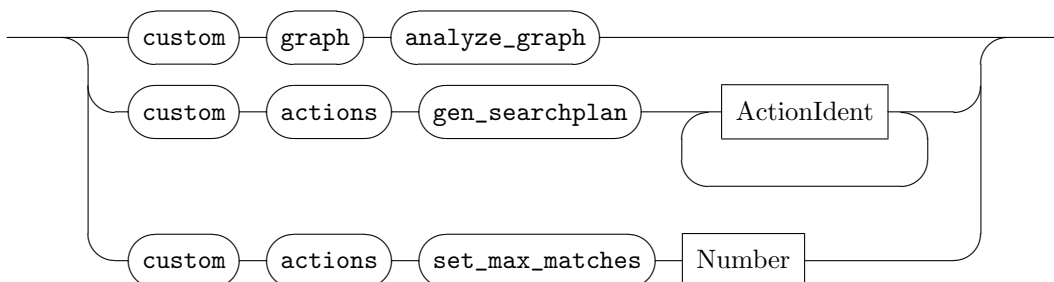 custom graph analyze_graph
custom actions gen_searchplan ActionIdent
custom actions set_max_matches Number